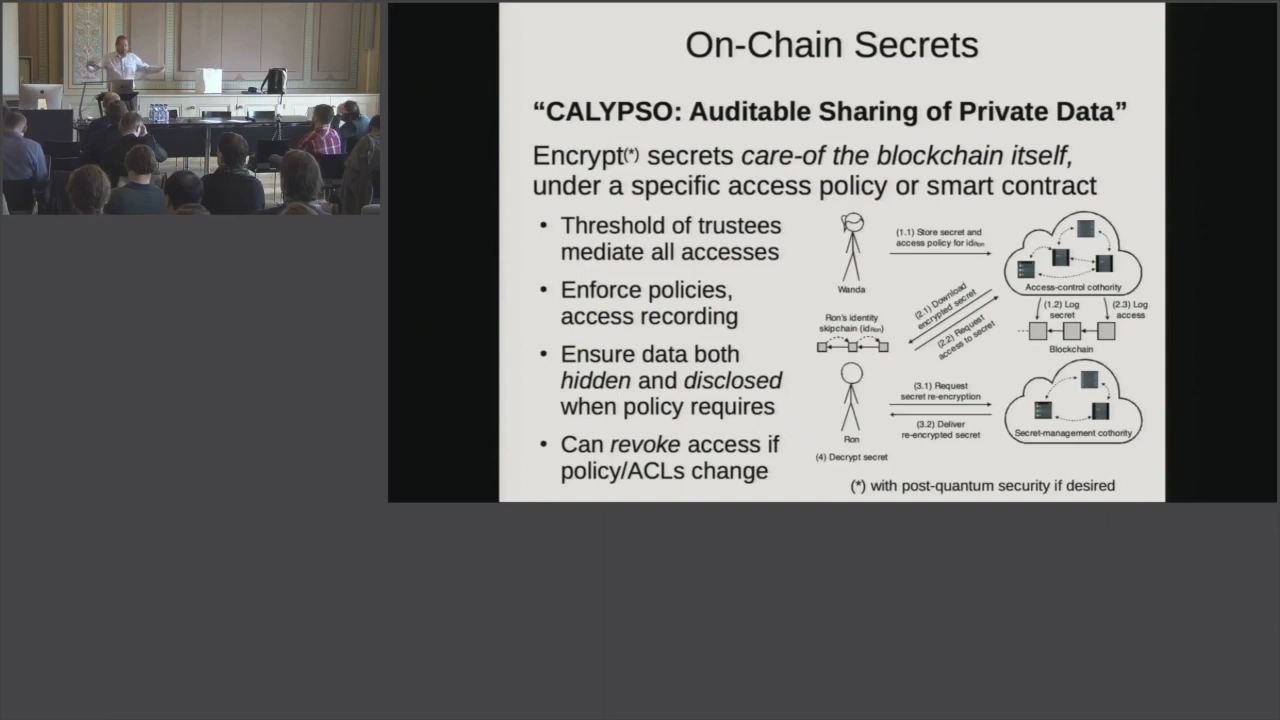 On-Chain Secrets
“CALYPSO: Auditable Sharing of Private Data”
Encrypt(*) secrets care-of the blockchain itself,
under a specific access policy or smart contract
• Threshold of trustees
mediate all accesses
• Enforce policies,
access recording
• Ensure data both
hidden and disclosed
when policy requires
• Can revoke access if
policy/ACLs change
(1.1) Store secret and
access policy for idRon
Wanda
Access-control cothority
(2.1) Download
encrypted secret
(2.2) Request
access to secret
(1.2) Log
secret
(2.3) Log
access
Ron's identity
skipchain (idRon)
Blockchain
(3.1) Request
secret re-encryption
(3.2) Deliver
re-encrypted secret
Ron
Secret-management cothority
(4) Decrypt secret
(*) with post-quantum security if desired